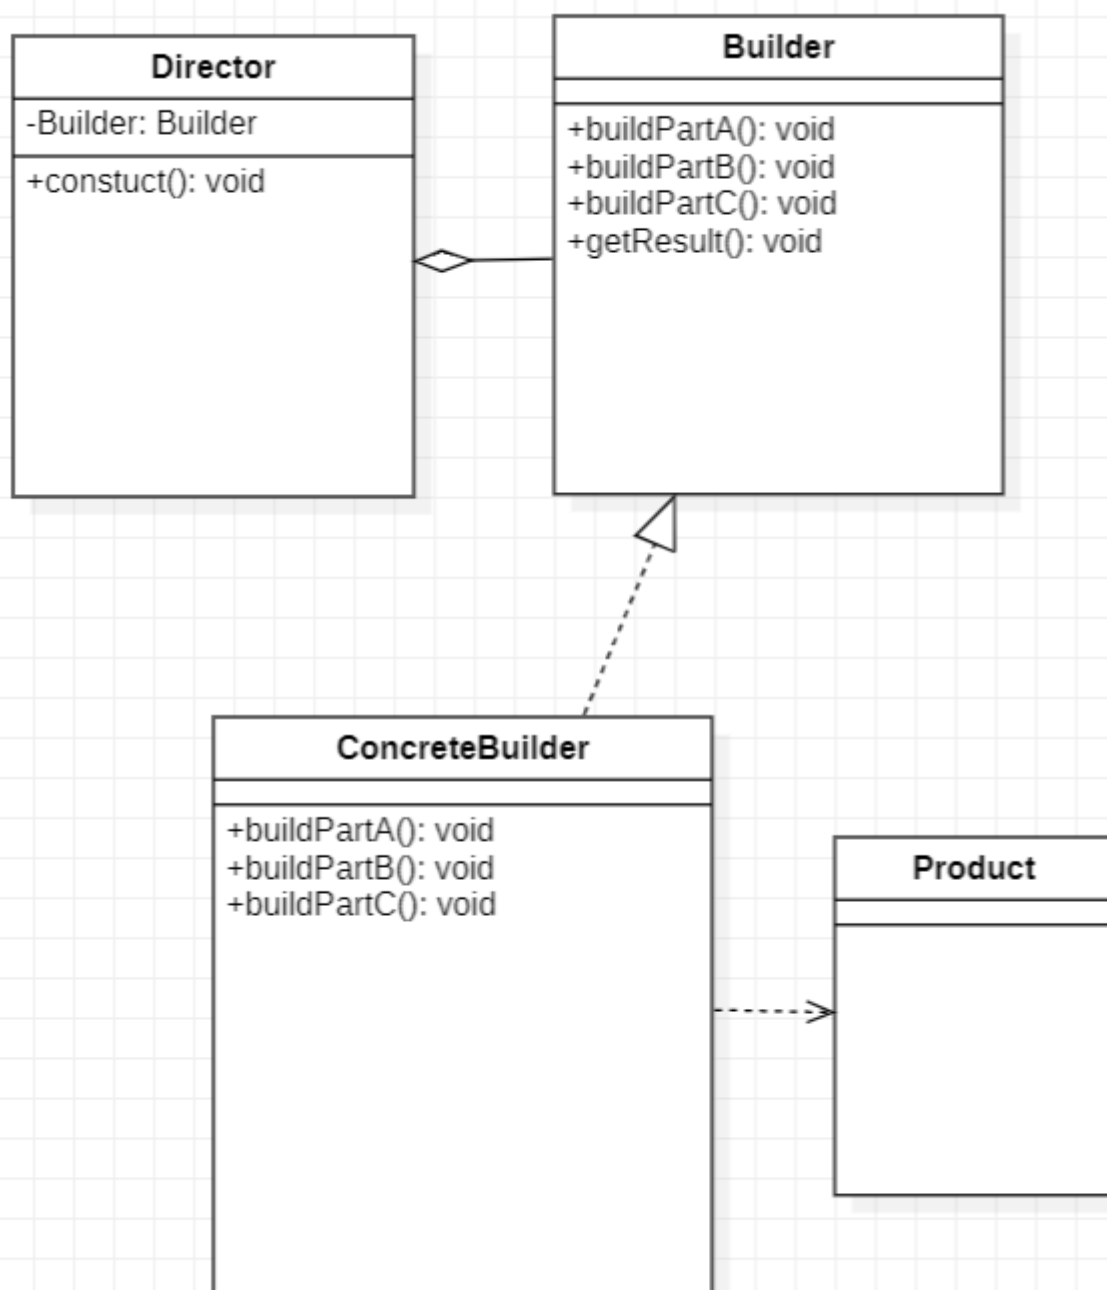 Director
-Builder: Builder
+constuct(): void
Builder
+buildPartA(): void
+buildPartB(): void
+buildPartC(): void
+getResult(): void
ConcreteBuilder
+buildPartA(): void
+buildPartB(): void
+buildPartC(): void
Product